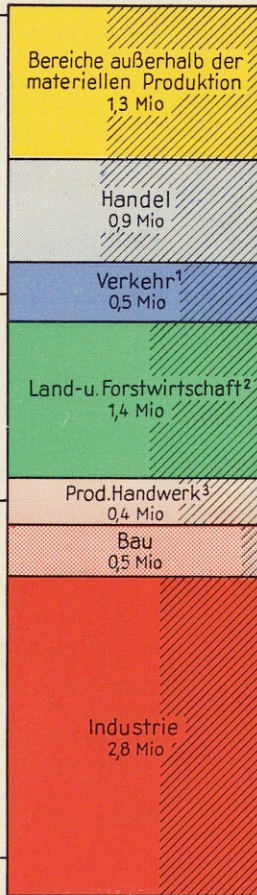 Bereiche außerhalb der
materiellen Produktion
1,3 Mio
Handel
0,9 Mio
Verkehr¹
0,5 Mio
Land-u. Forstwirtschaft²
1,4 Mio
Prod.Handwerk³
0,4 Mio
Bau
0,5 Mio
Industrie
2,8 Mio